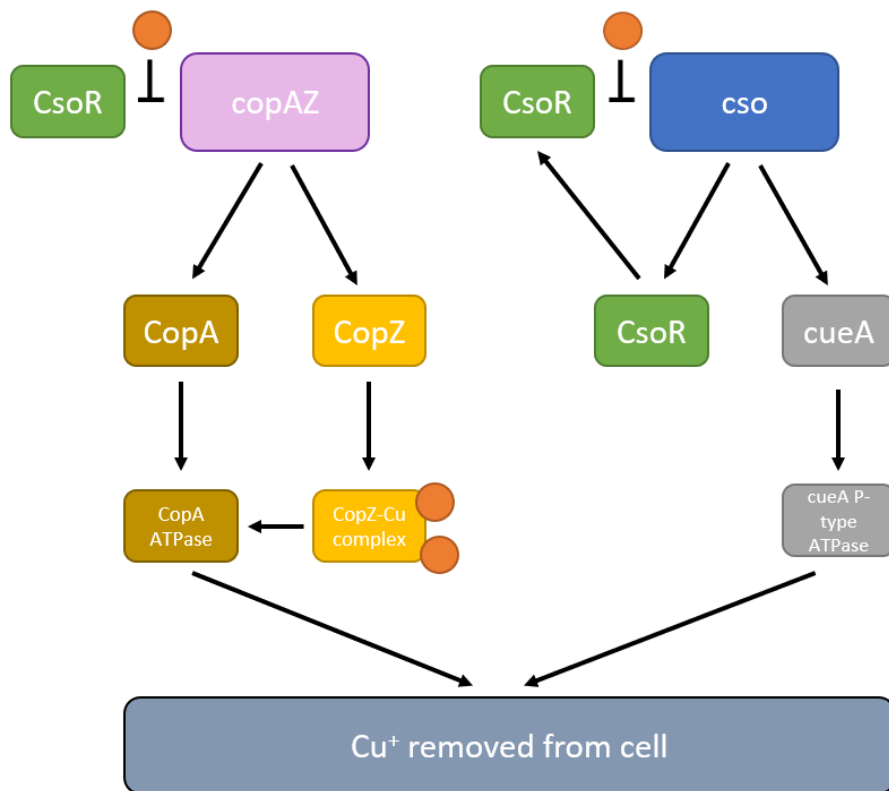 CsoR
copAZ
CsoR
cso
CopA
CopZ
CsoR
cueA
CopA
ATPase
CopZ-Cu
complex
cueA P-
type
ATPase
Cu⁺ removed from cell